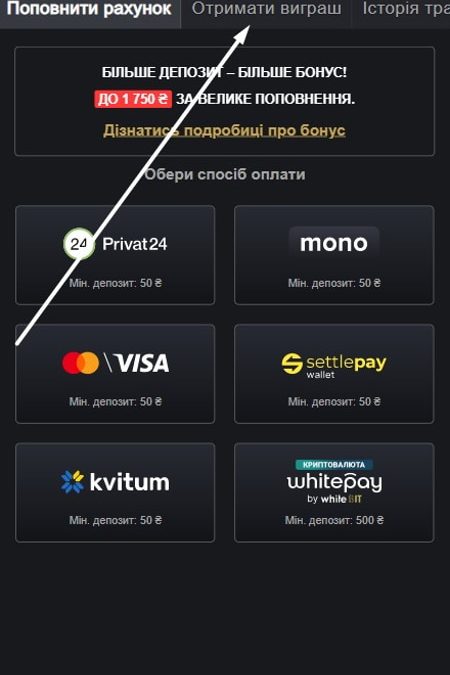 Поповнити рахунок Отримати виграш Історія тра
БІЛЬШЕ ДЕПОЗИТ – БІЛЬШЕ БОНУС!
ДО 1 750 ₴ ЗА ВЕЛИКЕ ПОПОВНЕННЯ.
Дізнатись подробиці про бонус
Обери спосіб оплати
24 Privat24
Мін. депозит: 50 ₴
mono
Мін. депозит: 50 ₴
VISA
Мін. депозит: 50 ₴
settlepay
wallet
Мін. депозит: 50 ₴
kvitum
Мін. депозит: 50 ₴
КРИПТОВАЛЮТА
whitepay
by whiteBIT
Мін. депозит: 500 ₴